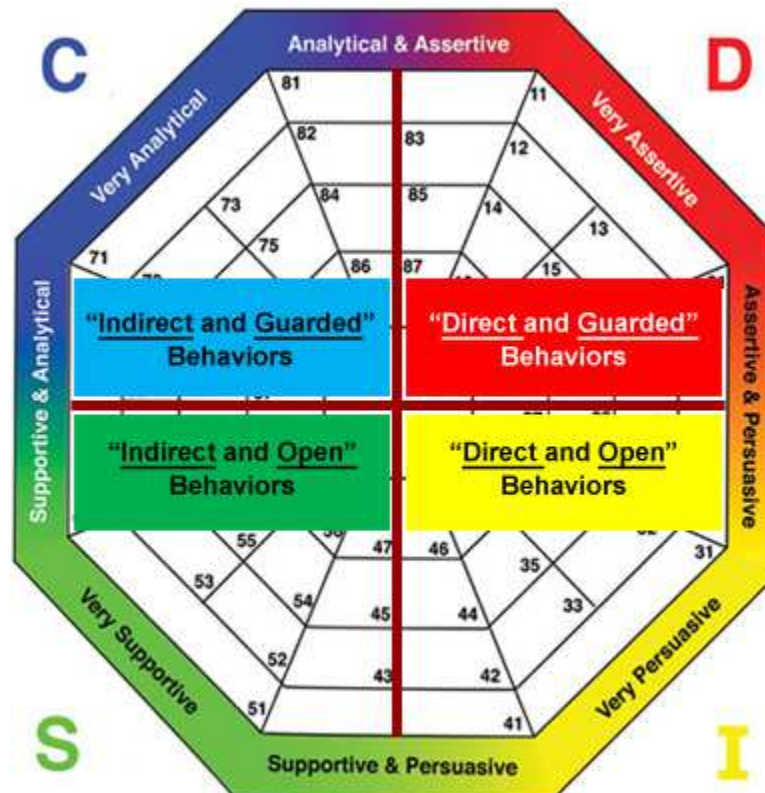 C
Analytical & Assertive
D
Very Analytical
Very Assertive
81
11
82
83
12
73
84
85
14
13
75
15
71
86
87
Supportive & Analytical
“Indirect and Guarded”
Behaviors
“Direct and Guarded”
Behaviors
Assertive & Persuasive
“Indirect and Open”
Behaviors
“Direct and Open”
Behaviors
55
47
46
35
31
53
54
45
44
33
52
43
42
51
41
Very Supportive
Very Persuasive
S
Supportive & Persuasive
I